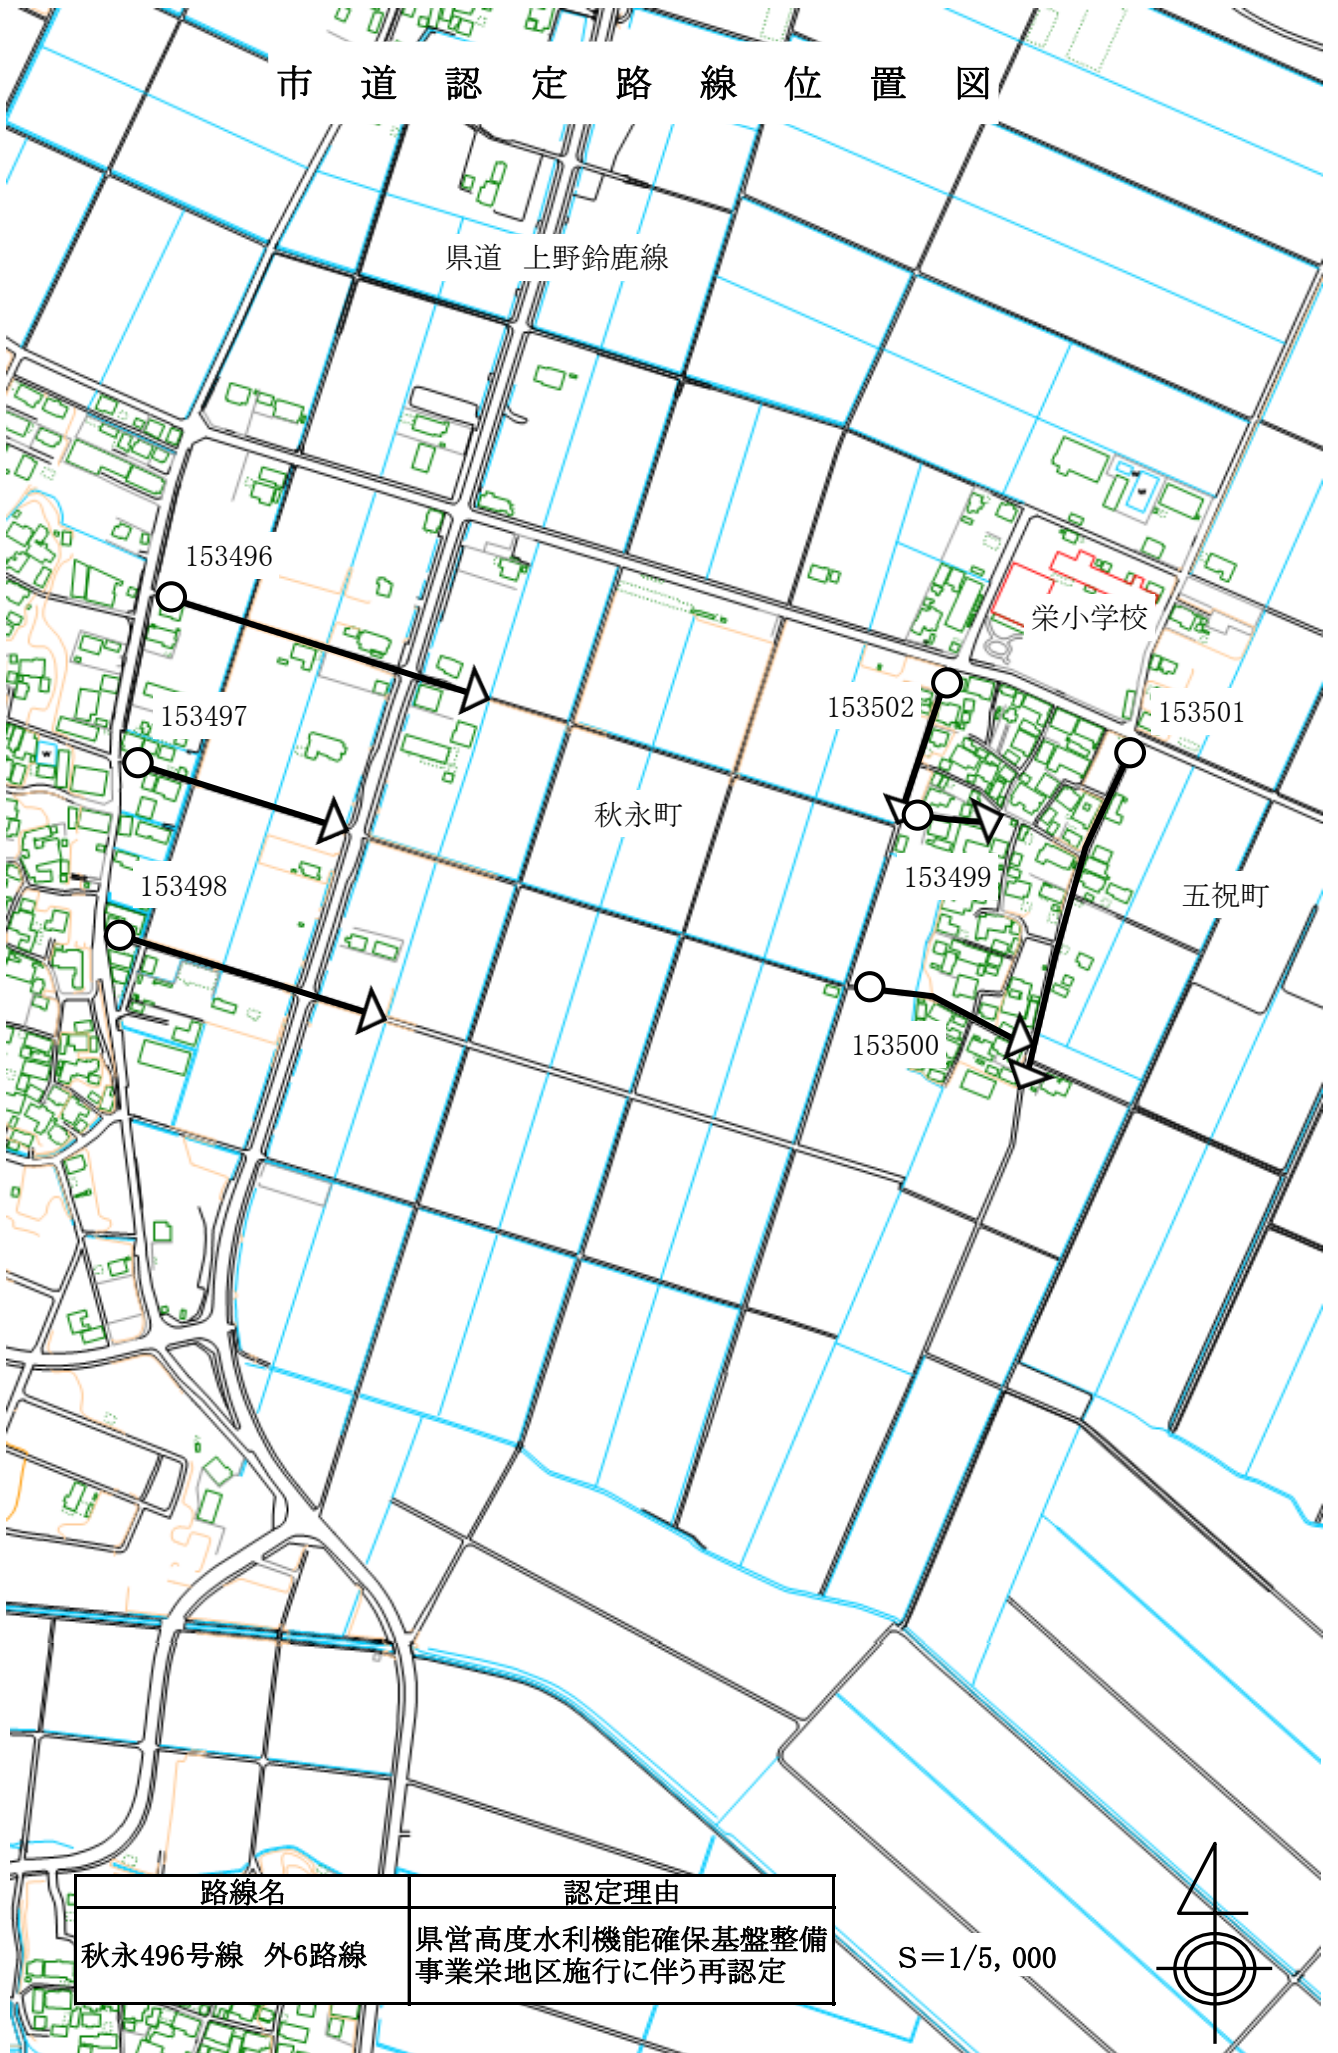 市道認定路線位置図
県道 上野鈴鹿線
153496
栄小学校
153497
153502
153501
秋永町
153498
153499
五祝町
153500
路線名
認定理由
秋永496号線 外6路線
県営高度水利機能確保基盤整備
事業栄地区施行に伴う再認定
S=1/5,000